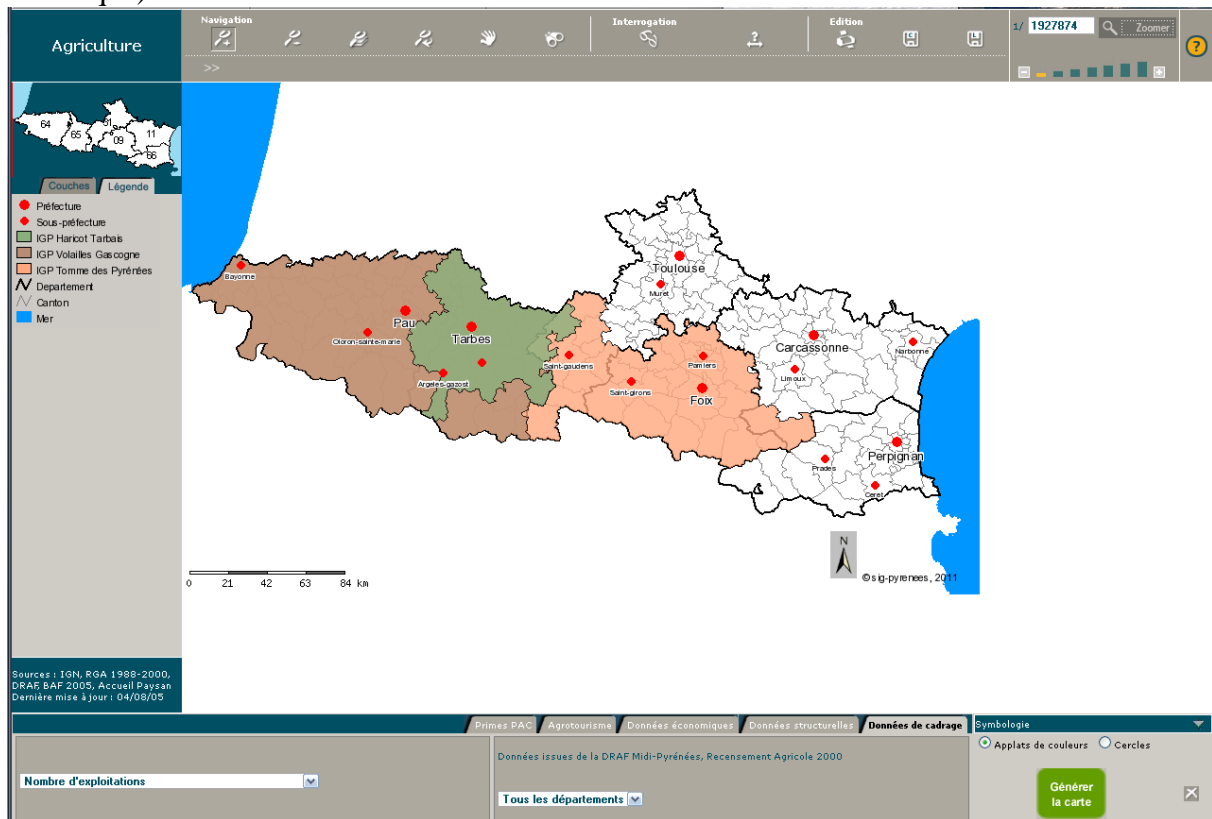 Agriculture
Navigation
Interrogation
Edition
1/ 1927874
Zoomer
?
>>
64
65
31
09
11
66
Couches
Légende
Préfecture
Sous-préfecture
IGP Haricot Tarbais
IGP Volailles Gascogne
IGP Tomme des Pyrénées
Departement
Canton
Mer
Toulouse
Muret
Bayonne
Pau
Oloron-sainte-marie
Tarbes
Argeles-gazost
Saint-gaudens
Saint-girons
Pamiers
Foix
Carcassonne
Narbonne
Limoux
Perpignan
Prades
Ceret
N
©sig-pyrenees, 2011
0 21 42 63 84 km
Sources : IGN, RGA 1988-2000,
DRAF, BAF 2005, Accueil Paysan
Dernière mise à jour : 04/08/05
Primes PAC
Agrotourisme
Données économiques
Données structurelles
Données de cadrage
Symbologie
Applats de couleurs
Cercles
Données issues de la DRAF Midi-Pyrénées, Recensement Agricole 2000
Nombre d'exploitations
Tous les départements
Générer
la carte